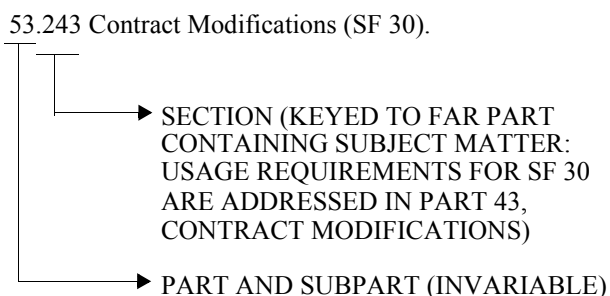 53.243 Contract Modifications (SF 30).
SECTION (KEYED TO FAR PART
CONTAINING SUBJECT MATTER:
USAGE REQUIREMENTS FOR SF 30
ARE ADDRESSED IN PART 43,
CONTRACT MODIFICATIONS)
PART AND SUBPART (INVARIABLE)